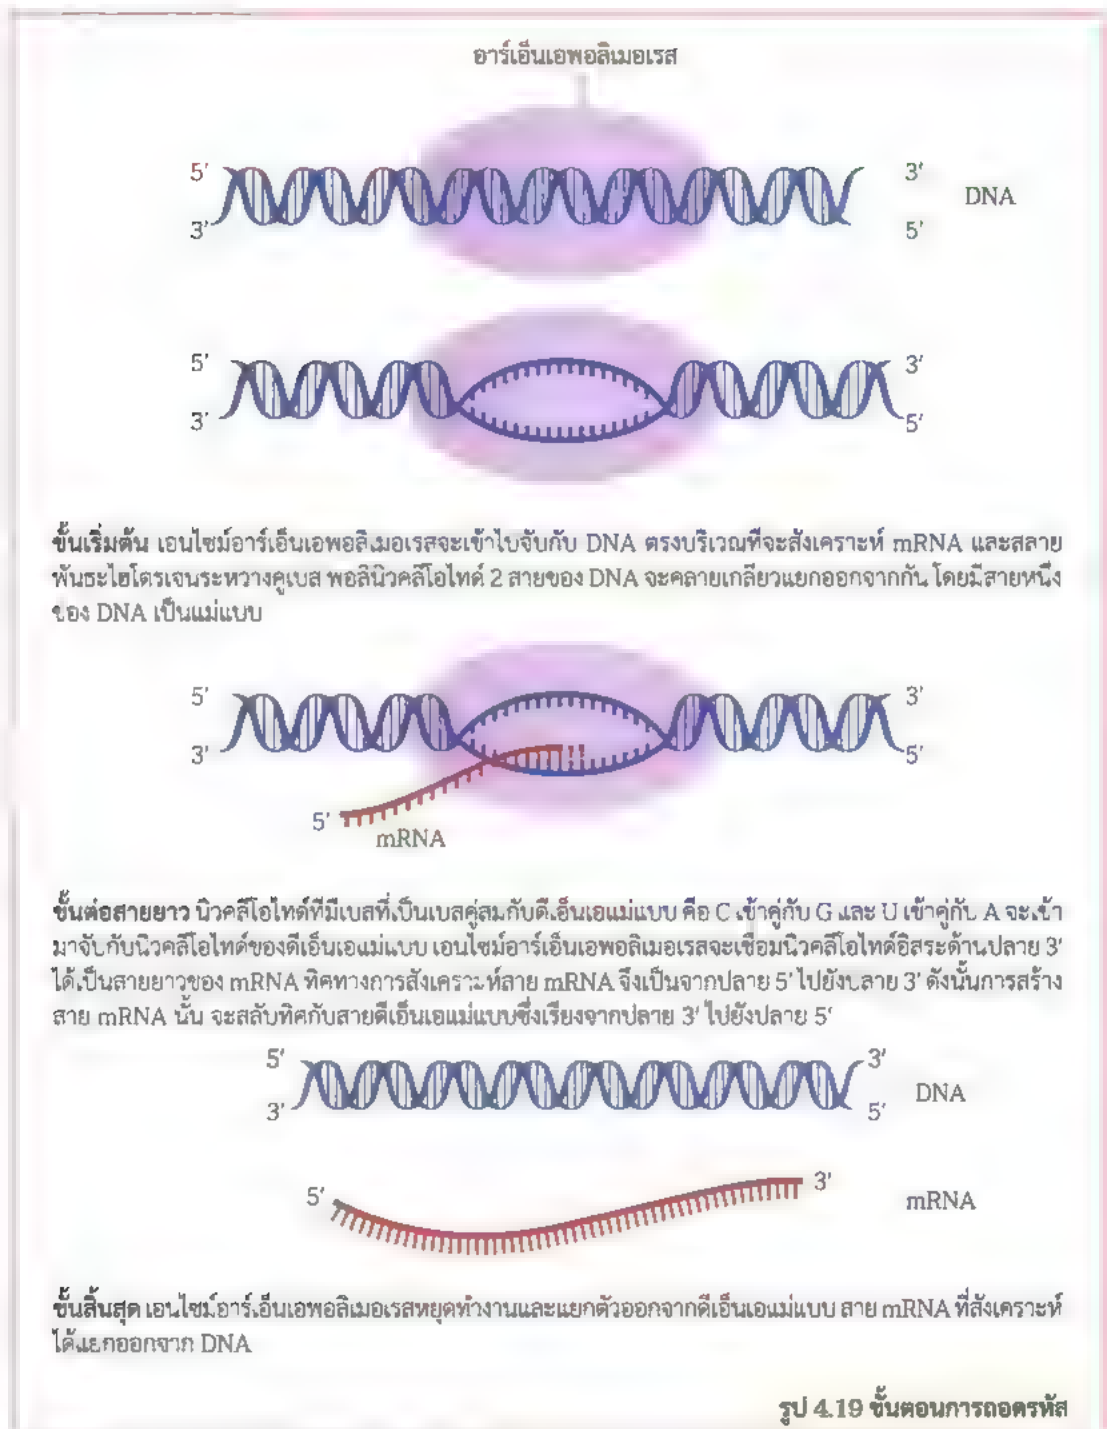 อาร์เอ็นเอพอลิเมอเรส
5′ 3′
DNA
3′ 5′
5′ 3′
3′ 5′
ขั้นเริ่มต้น เอนไซม์อาร์เอ็นเอพอลิเมอเรสจะเข้าไปจับกับ DNA ตรงบริเวณที่จะสังเคราะห์ mRNA และสลาย
พันธะไฮโดรเจนระหว่างคู่เบส พอลินิวคลีโอไทด์ 2 สายของ DNA จะคลายเกลียวแยกออกจากกัน โดยมีสายหนึ่ง
ของ DNA เป็นแม่แบบ
5′ 3′
3′ 5′
5′
mRNA
ขั้นต่อสายยาว นิวคลีโอไทด์ที่มีเบสที่เป็นเบสคู่สมกับดีเอ็นเอแม่แบบ คือ C เข้าคู่กับ G และ U เข้าคู่กับ A จะเข้า
มาจับกับนิวคลีโอไทด์ของดีเอ็นเอแม่แบบ เอนไซม์อาร์เอ็นเอพอลิเมอเรสจะเชื่อมนิวคลีโอไทด์อิสระด้านปลาย 3′
ได้เป็นสายยาวของ mRNA ทิศทางการสังเคราะห์สาย mRNA จึงเป็นจากปลาย 5′ ไปยังปลาย 3′ ดังนั้นการสร้าง
สาย mRNA นั้น จะสลับทิศกับสายดีเอ็นเอแม่แบบซึ่งเรียงจากปลาย 3′ ไปยังปลาย 5′
5′ 3′
DNA
3′ 5′
5′ 3′
mRNA
ขั้นสิ้นสุด เอนไซม์อาร์เอ็นเอพอลิเมอเรสหยุดทำงานและแยกตัวออกจากดีเอ็นเอแม่แบบ สาย mRNA ที่สังเคราะห์
ได้แยกออกจาก DNA
รูป 4.19 ขั้นตอนการถอดรหัส